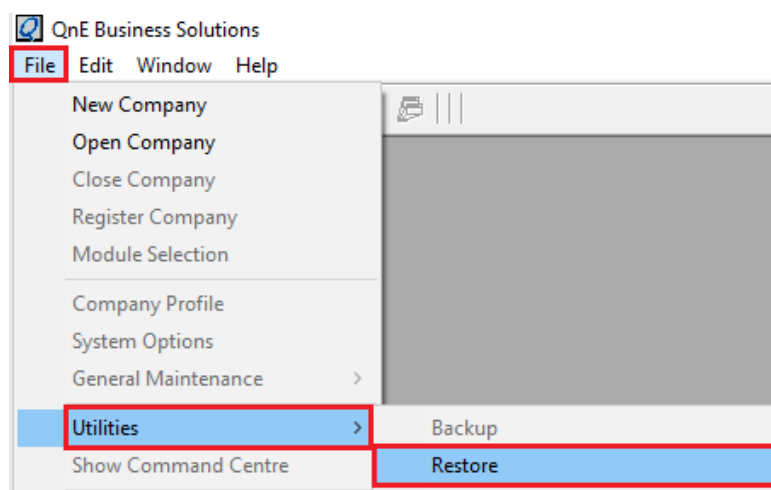 QnE Business Solutions
File Edit Window Help
New Company
Open Company
Close Company
Register Company
Module Selection
Company Profile
System Options
General Maintenance
Utilities
Backup
Show Command Centre
Restore